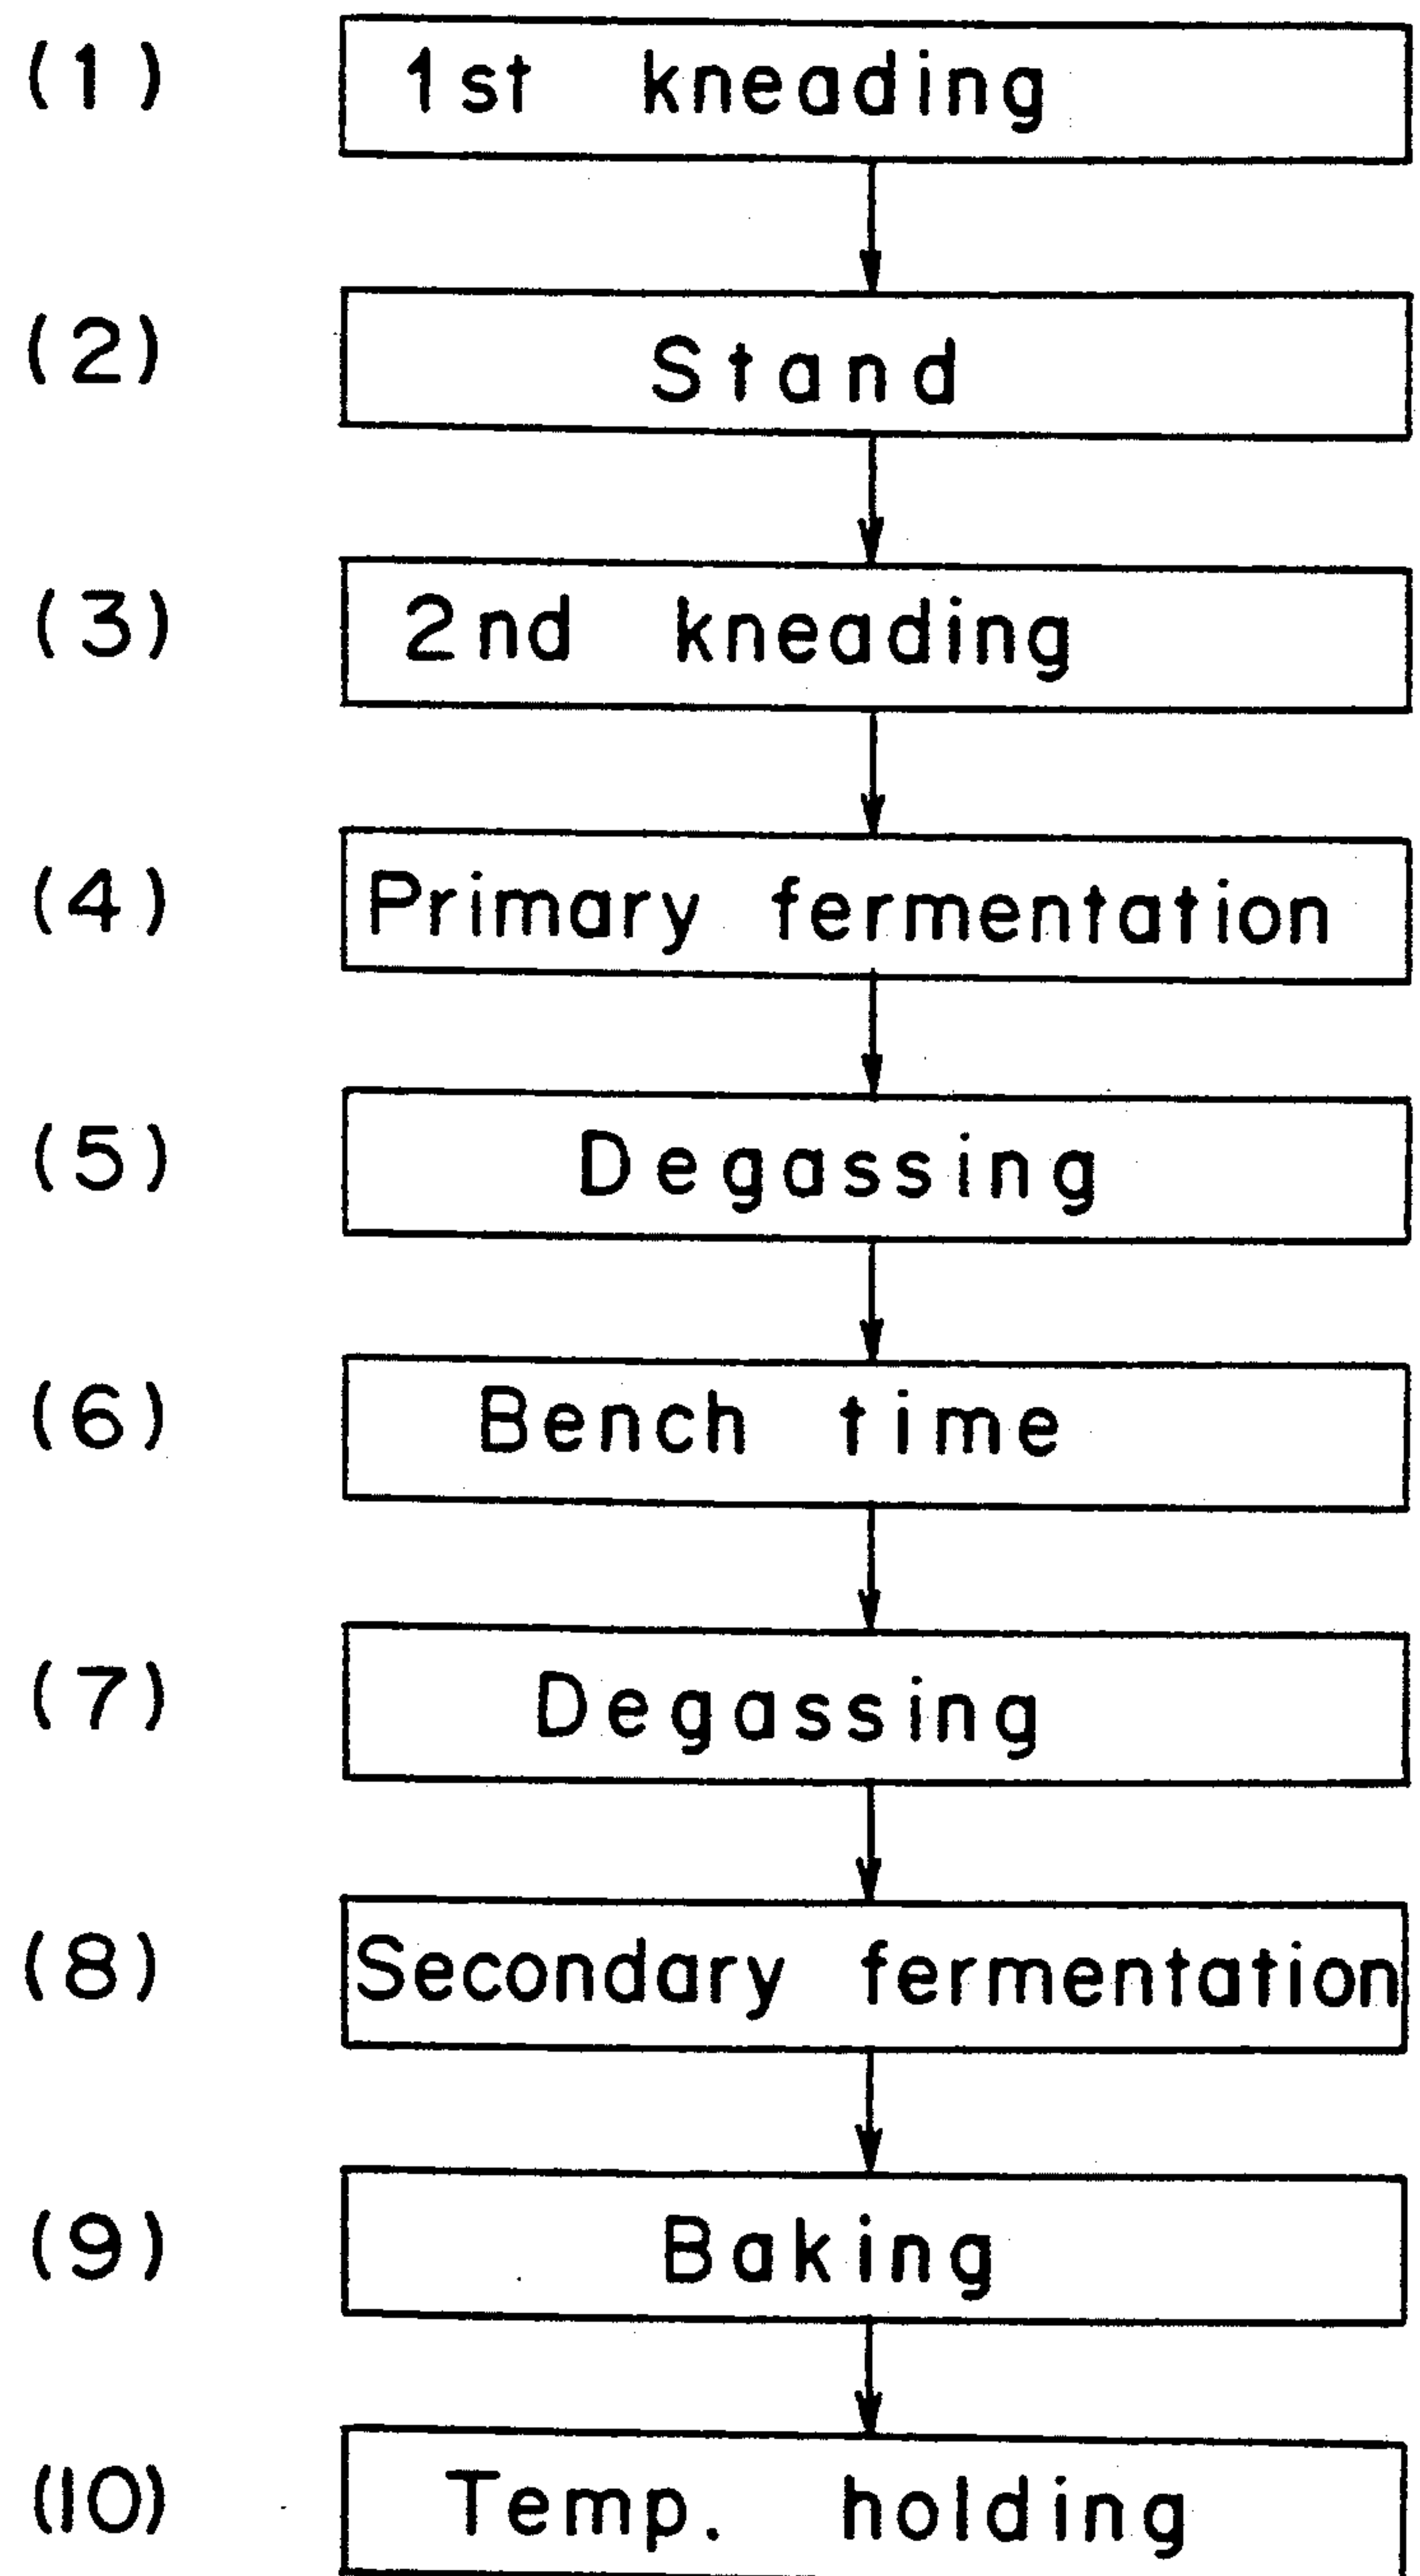 (1) 1st kneading
(2) Stand
(3) 2nd kneading
(4) Primary fermentation
(5) Degassing
(6) Bench time
(7) Degassing
(8) Secondary fermentation
(9) Baking
(10) Temp. holding